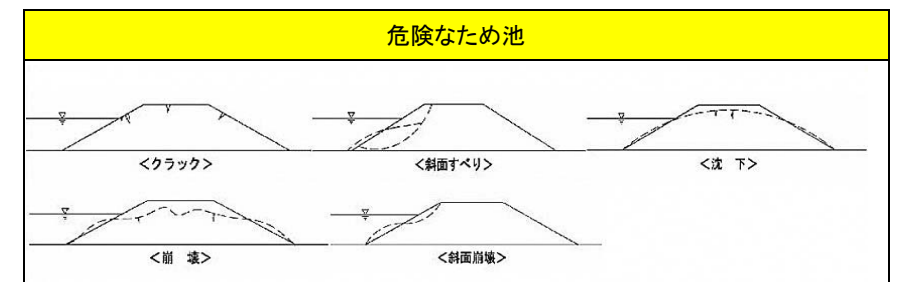 危険なため池
<クラック>
<斜面すべり>
<沈 下>
<崩 壊>
<斜面崩壊>